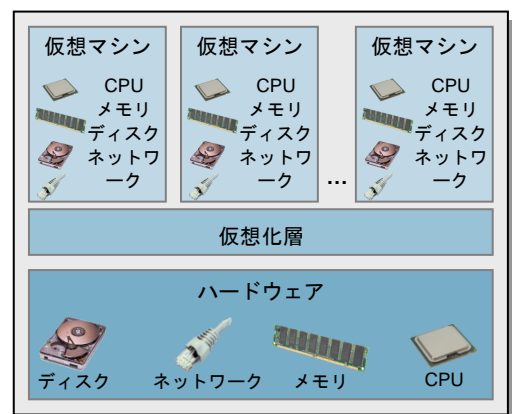 仮想マシン
CPU
メモリ
ディスク
ネットワ
ーク
仮想マシン
CPU
メモリ
ディスク
ネットワ
ーク
...
仮想マシン
CPU
メモリ
ディスク
ネットワ
ーク
仮想化層
ハードウェア
ディスク
ネットワーク
メモリ
CPU